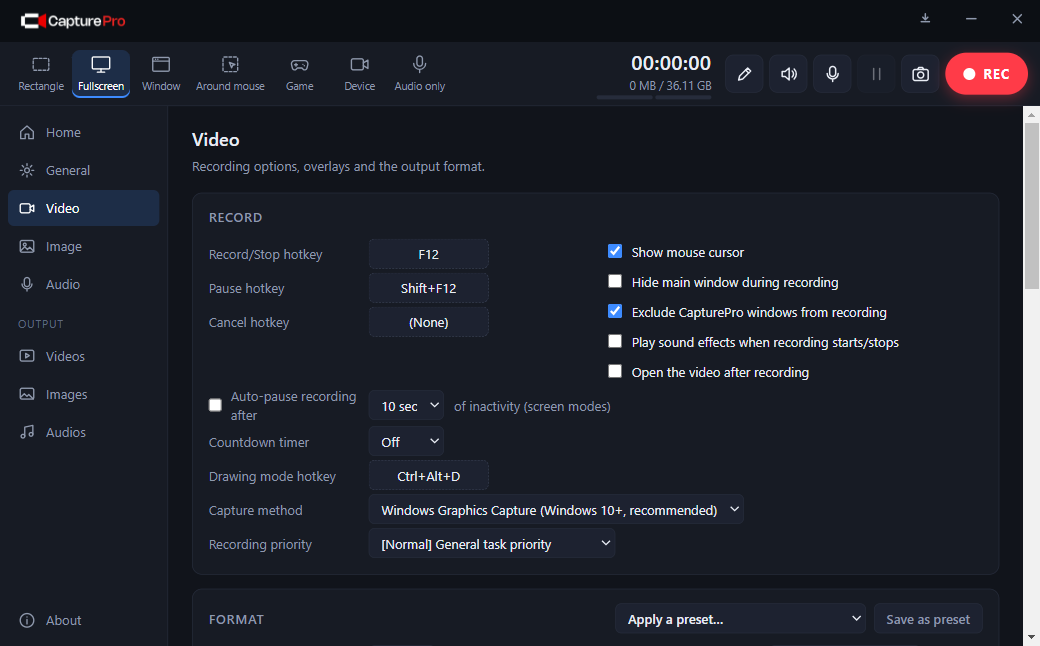 CapturePro
Rectangle
Fullscreen
Window
Around mouse
Game
Device
Audio only
00:00:00
0 MB / 36.11 GB
REC
Home
General
Video
Image
Audio
OUTPUT
Videos
Images
Audios
About
Video
Recording options, overlays and the output format.
RECORD
Record/Stop hotkey F12
Pause hotkey Shift+F12
Cancel hotkey (None)
Show mouse cursor
Hide main window during recording
Exclude CapturePro windows from recording
Play sound effects when recording starts/stops
Open the video after recording
Auto-pause recording
after
10 sec
of inactivity (screen modes)
Countdown timer Off
Drawing mode hotkey Ctrl+Alt+D
Capture method Windows Graphics Capture (Windows 10+, recommended)
Recording priority [Normal] General task priority
FORMAT
Apply a preset...
Save as preset